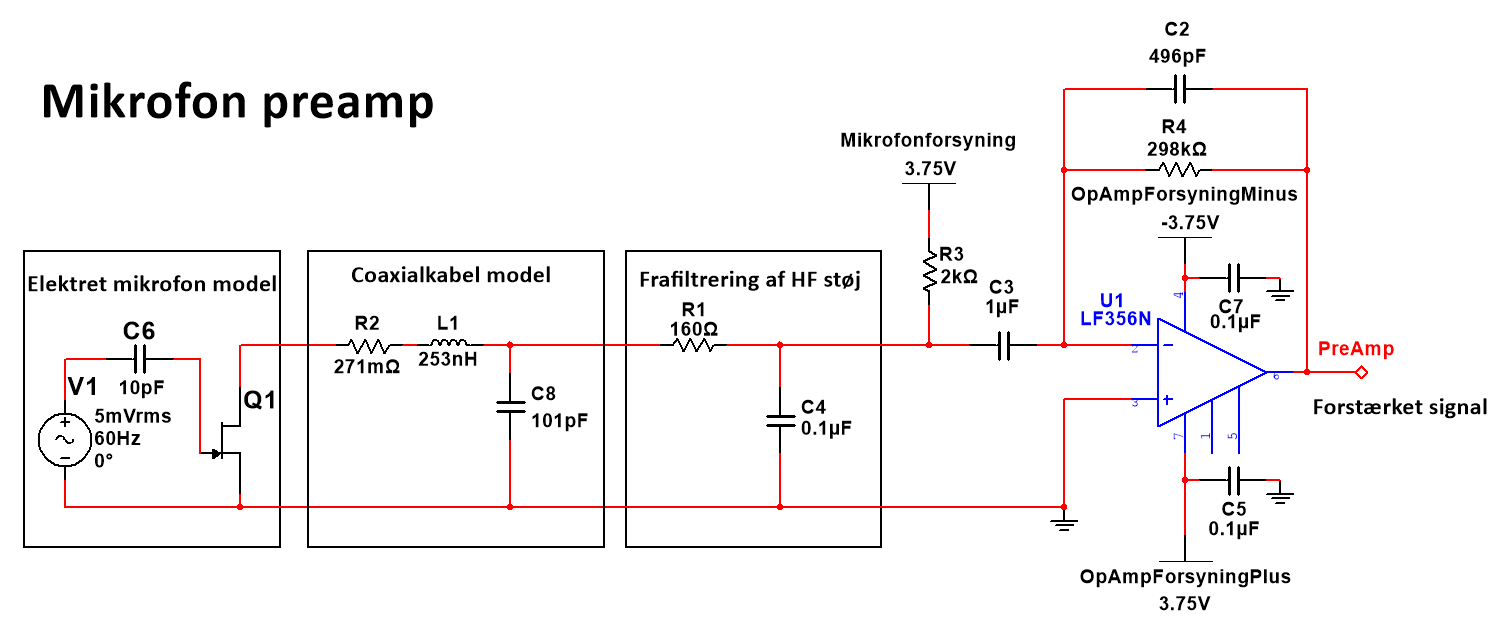 Mikrofon preamp
C2
496pF
R4
298kΩ
Mikrofonforsyning
3.75V
OpAmpForsyningMinus
-3.75V
R3
2kΩ
C3
1µF
Elektret mikrofon model
Coaxialkabel model
Frafiltrering af HF støj
C6
10pF
V1
5mVrms
60Hz
0°
Q1
R2
271mΩ
L1
253nH
C8
101pF
R1
160Ω
C4
0.1µF
U1
LF356N
4
C7
0.1µF
2
3
6
7
1
5
PreAmp
Forstærket signal
C5
0.1µF
OpAmpForsyningPlus
3.75V